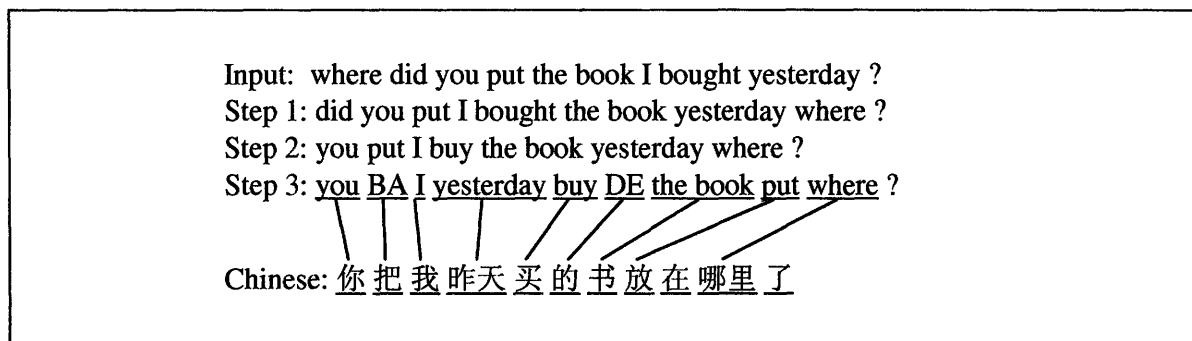 Input: where did you put the book I bought yesterday ?
Step 1: did you put I bought the book yesterday where ?
Step 2: you put I buy the book yesterday where ?
Step 3: you BA I yesterday buy DE the book put where ?
Chinese: 你 把 我 昨天 买 的 书 放 在 哪里 了